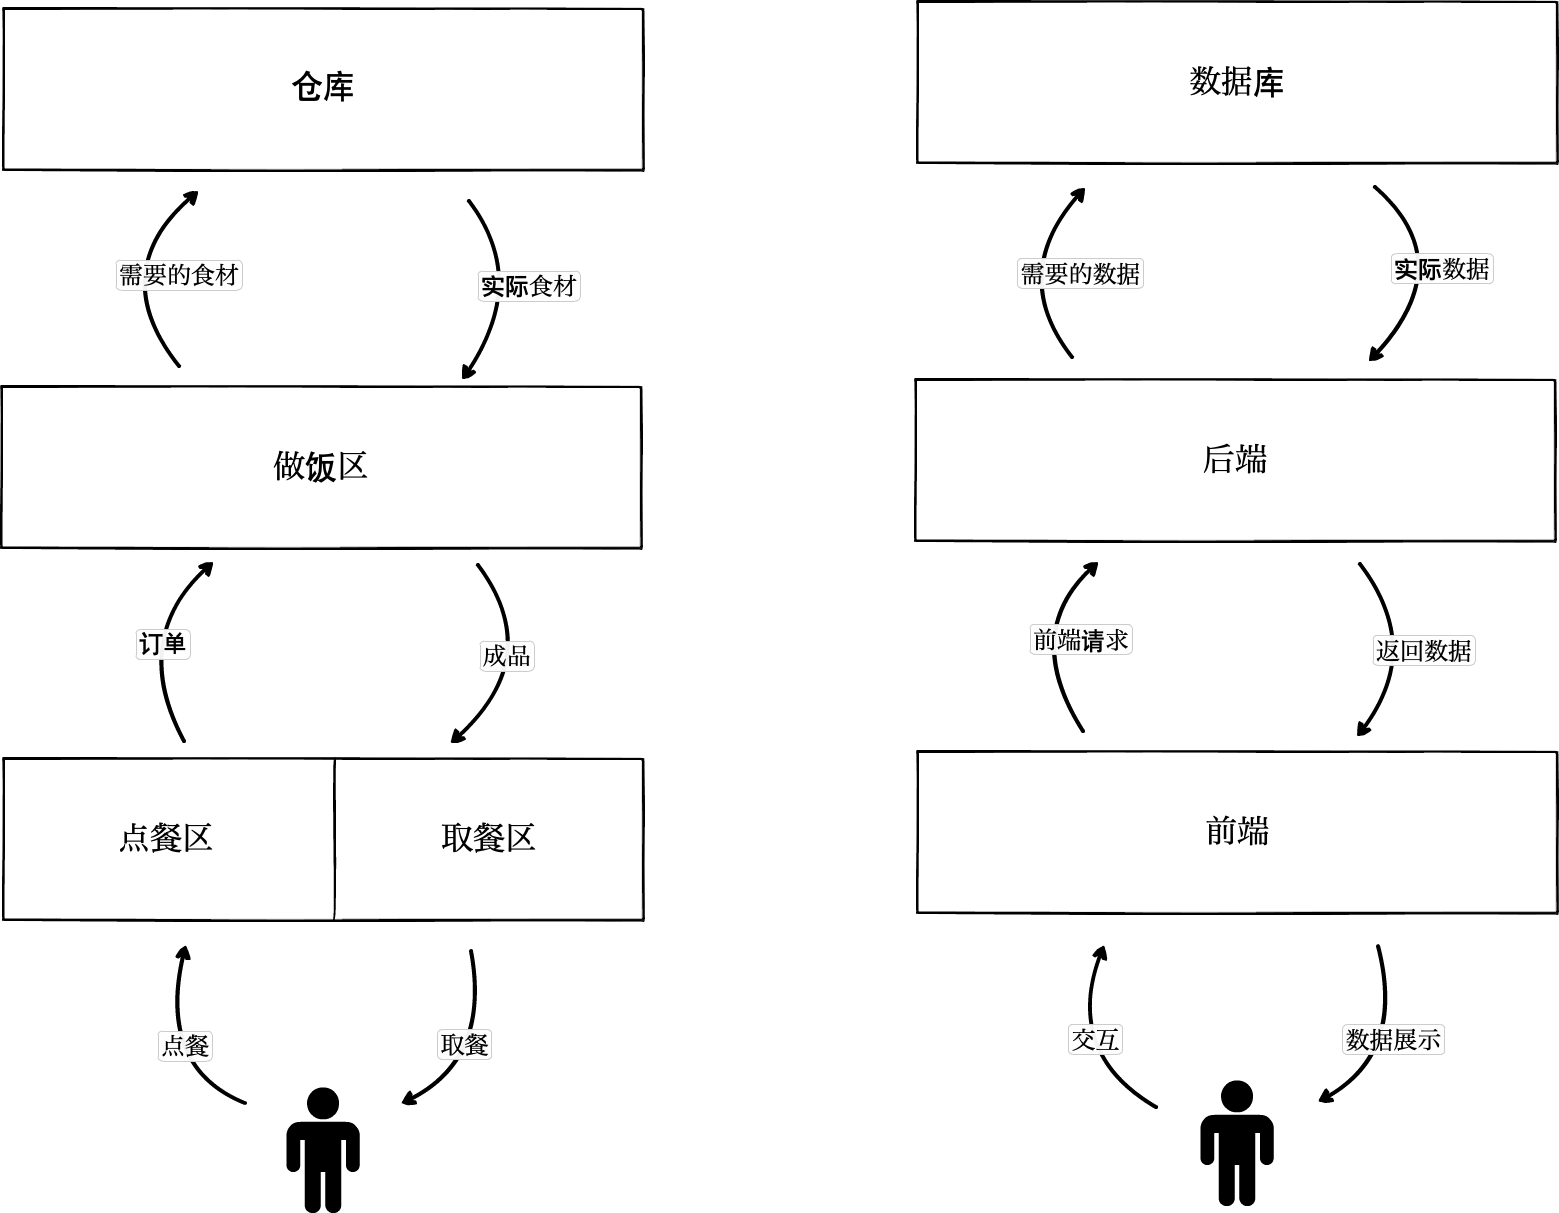 仓库
需要的食材
实际食材
做饭区
订单
成品
点餐区
取餐区
点餐
取餐
数据库
需要的数据
实际数据
后端
前端请求
返回数据
前端
交互
数据展示